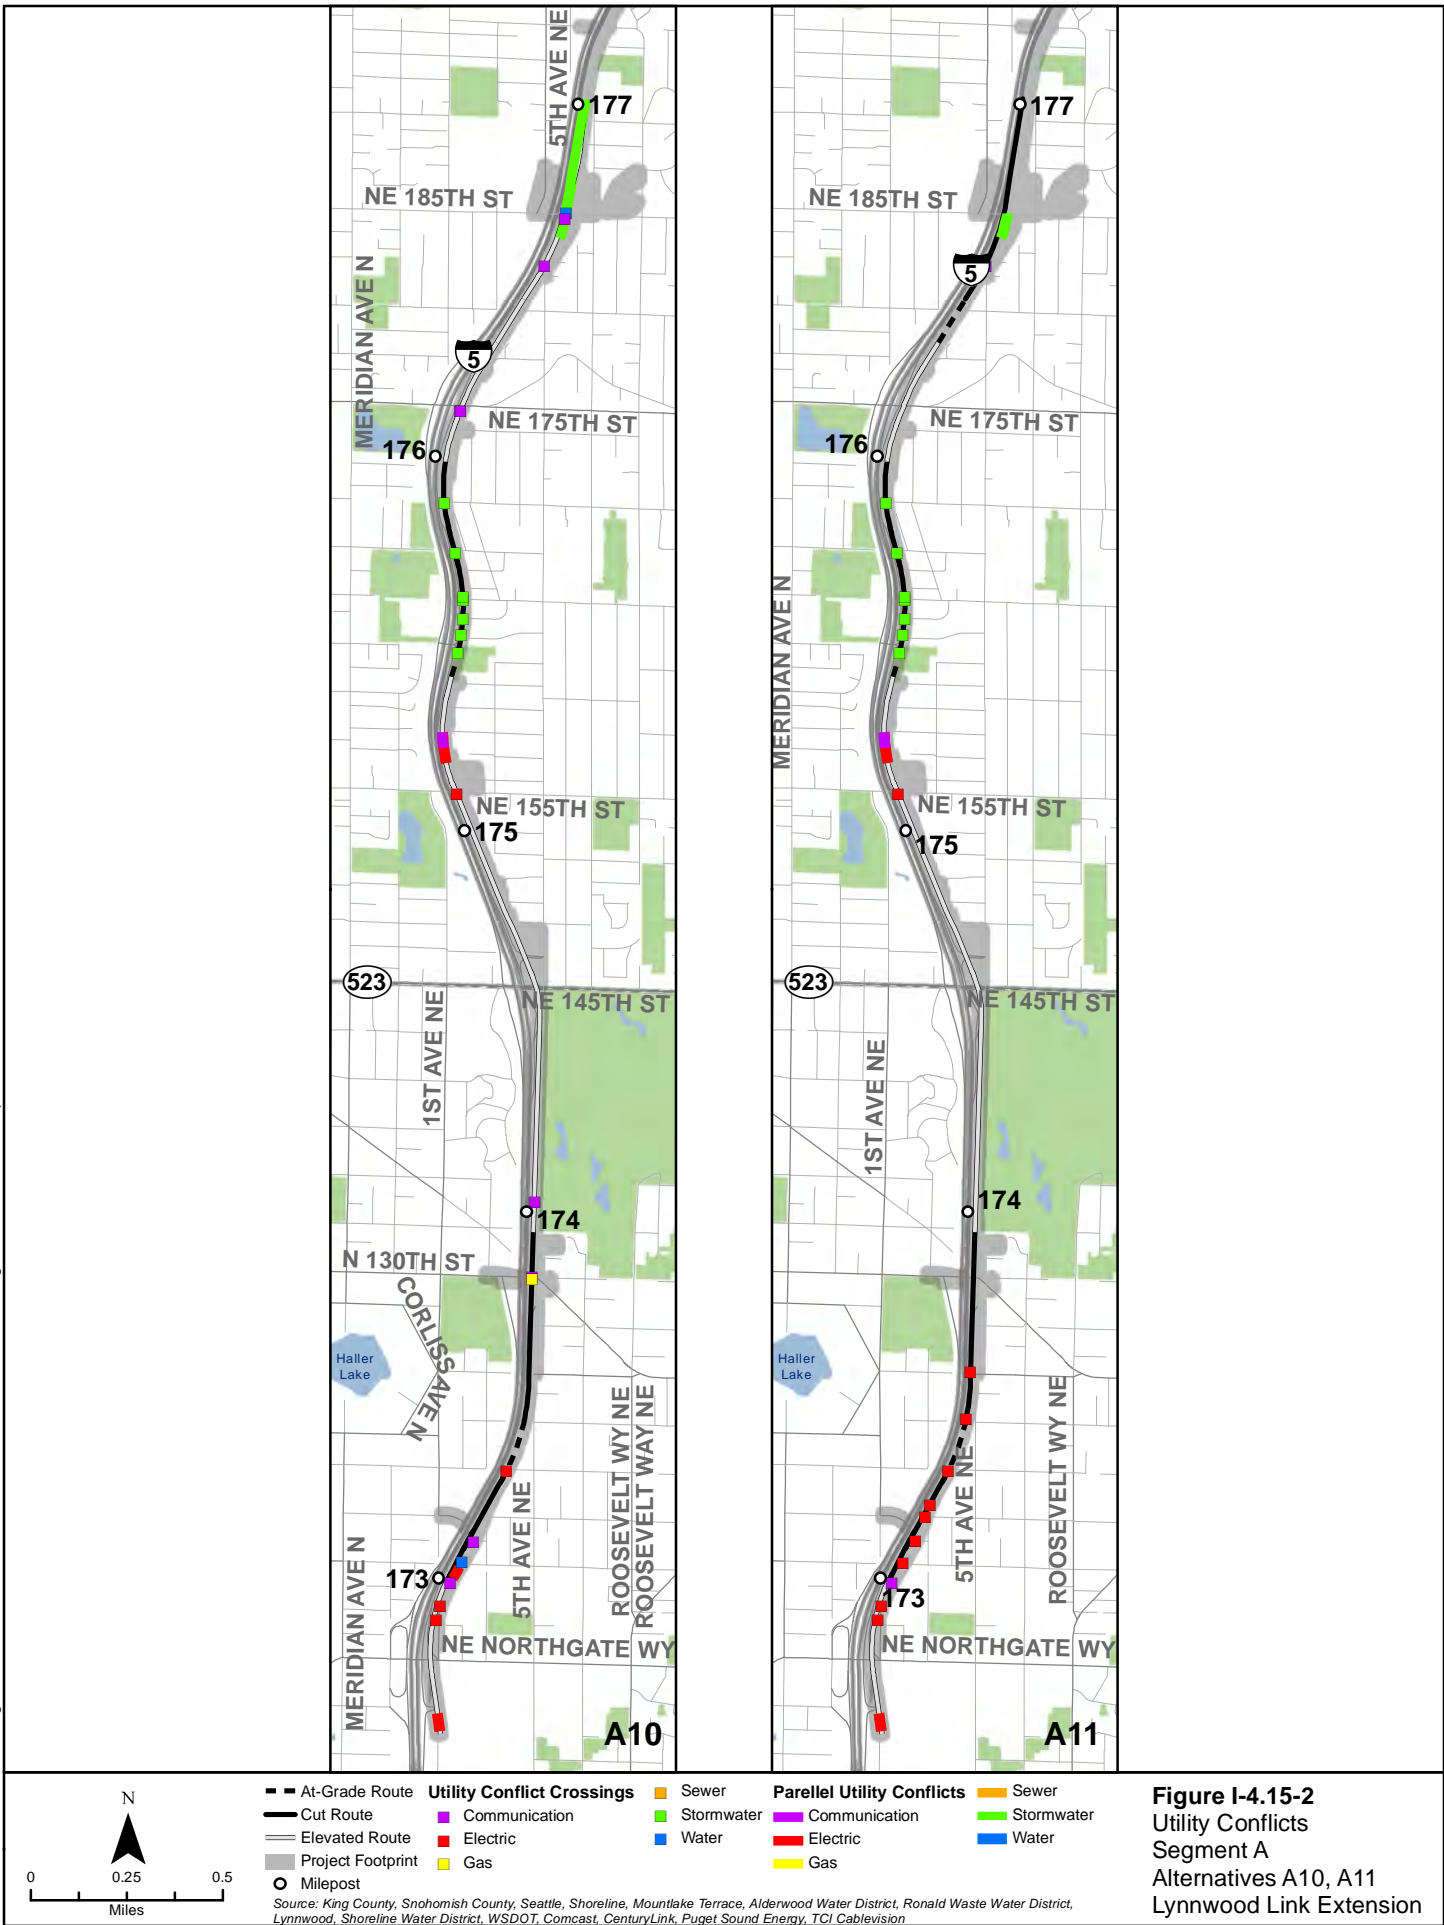 5TH AVE NE
177
NE 185TH ST
MERIDIAN AVE N
5
NE 175TH ST
176
NE 155TH ST
175
523
NE 145TH ST
1ST AVE NE
174
N 130TH ST
CORLISS AVE N
Haller
Lake
ROOSEVELT WY NE
ROOSEVELT WAY NE
5TH AVE NE
MERIDIAN AVE N
173
NE NORTHGATE WY
A10
177
NE 185TH ST
5
NE 175TH ST
176
MERIDIAN AVE N
NE 155TH ST
175
523
NE 145TH ST
1ST AVE NE
174
Haller
Lake
ROOSEVELT WY NE
5TH AVE NE
173
NE NORTHGATE WY
A11
N
0 0.25 0.5
Miles
At-Grade Route
Cut Route
Elevated Route
Project Footprint
Milepost
Utility Conflict Crossings
Communication
Electric
Gas
Sewer
Stormwater
Water
Parellel Utility Conflicts
Communication
Electric
Gas
Sewer
Stormwater
Water
Source: King County, Snohomish County, Seattle, Shoreline, Mountlake Terrace, Alderwood Water District, Ronald Waste Water District,
Lynnwood, Shoreline Water District, WSDOT, Comcast, CenturyLink, Puget Sound Energy, TCI Cablevision
Figure I-4.15-2
Utility Conflicts
Segment A
Alternatives A10, A11
Lynnwood Link Extension